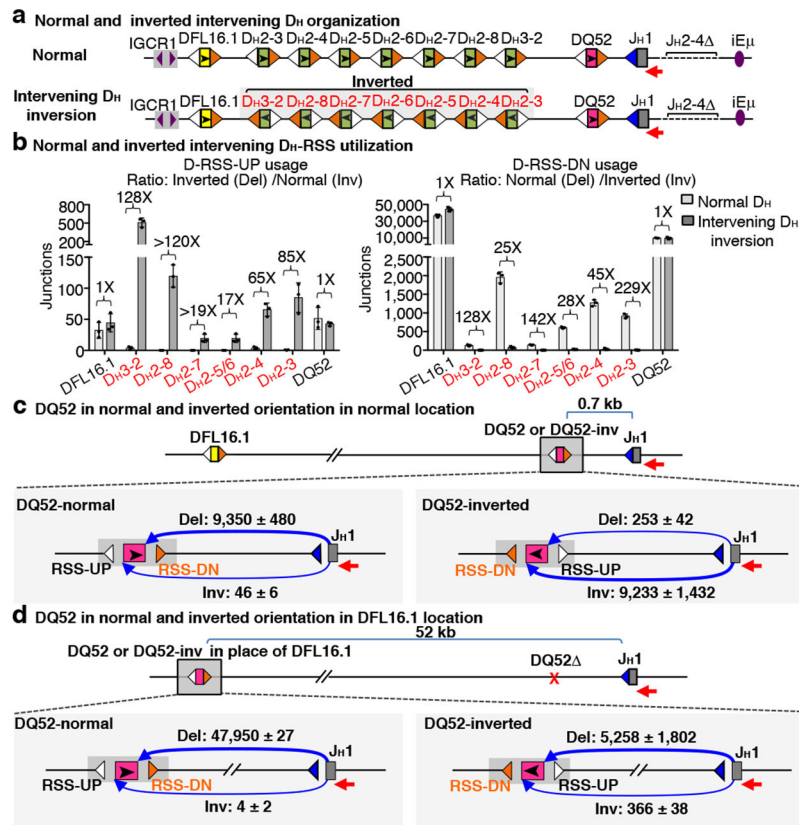 a Normal and inverted intervening DH organization
Normal
IGCR1 DFL16.1 DH2-3 DH2-4 DH2-5 DH2-6 DH2-7 DH2-8 DH3-2 DQ52 JH1 JH2-4Δ iEμ
Intervening DH inversion
Inverted
IGCR1 DFL16.1 DH3-2 DH2-8 DH2-7 DH2-6 DH2-5 DH2-4 DH2-3 DQ52 JH1 JH2-4Δ iEμ
b Normal and inverted intervening DH-RSS utilization
D-RSS-UP usage
Ratio: Inverted (Del) /Normal (Inv)
Junctions
800
500
200
150
100
50
0
1X 128X >120X >19X 17X 65X 85X 1X
DFL16.1 DH3-2 DH2-8 DH2-7 DH2-5/6 DH2-4 DH2-3 DQ52
D-RSS-DN usage
Ratio: Normal (Del) /Inverted (Inv)
Junctions
50,000
30,000
10,000
2,500
2,000
1,500
1,000
500
0
1X 128X 25X 142X 28X 45X 229X 1X
DFL16.1 DH3-2 DH2-8 DH2-7 DH2-5/6 DH2-4 DH2-3 DQ52
Normal DH
Intervening DH
inversion
c DQ52 in normal and inverted orientation in normal location
0.7 kb
DFL16.1
DQ52 or DQ52-inv
JH1
DQ52-normal
Del: 9,350 ± 480
JH1
RSS-UP
RSS-DN
Inv: 46 ± 6
DQ52-inverted
Del: 253 ± 42
JH1
RSS-DN
RSS-UP
Inv: 9,233 ± 1,432
d DQ52 in normal and inverted orientation in DFL16.1 location
52 kb
DQ52 or DQ52-inv in place of DFL16.1
DQ52Δ
X
JH1
DQ52-normal
Del: 47,950 ± 27
JH1
RSS-UP
RSS-DN
Inv: 4 ± 2
DQ52-inverted
Del: 5,258 ± 1,802
JH1
RSS-DN
RSS-UP
Inv: 366 ± 38